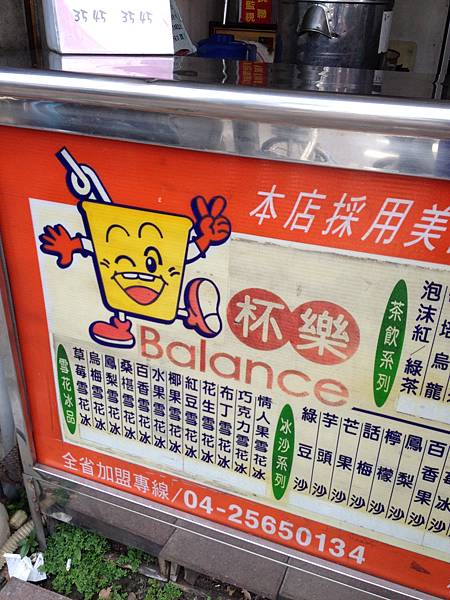 35 45 35 45
本店採用美
杯樂
Balance
茶飲系列
泡沫紅/綠茶
烏龍
雪花冰品
草莓雪花冰
烏梅雪花冰
鳳梨雪花冰
桑椹雪花冰
百香雪花冰
水果雪花冰
椰果雪花冰
紅豆雪花冰
花生雪花冰
布丁雪花冰
巧克力雪花冰
情人果雪花冰
冰沙系列
綠豆沙
芋頭沙
芒果沙
話梅沙
檸檬沙
鳳梨沙
百香果沙
全省加盟專線/04-25650134